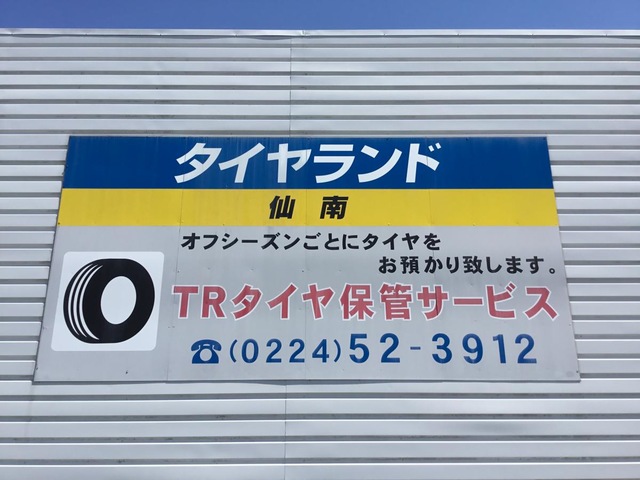 タイヤランド
仙南
オフシーズンごとにタイヤを
お預かり致します。
TRタイヤ保管サービス
☎(0224)52-3912